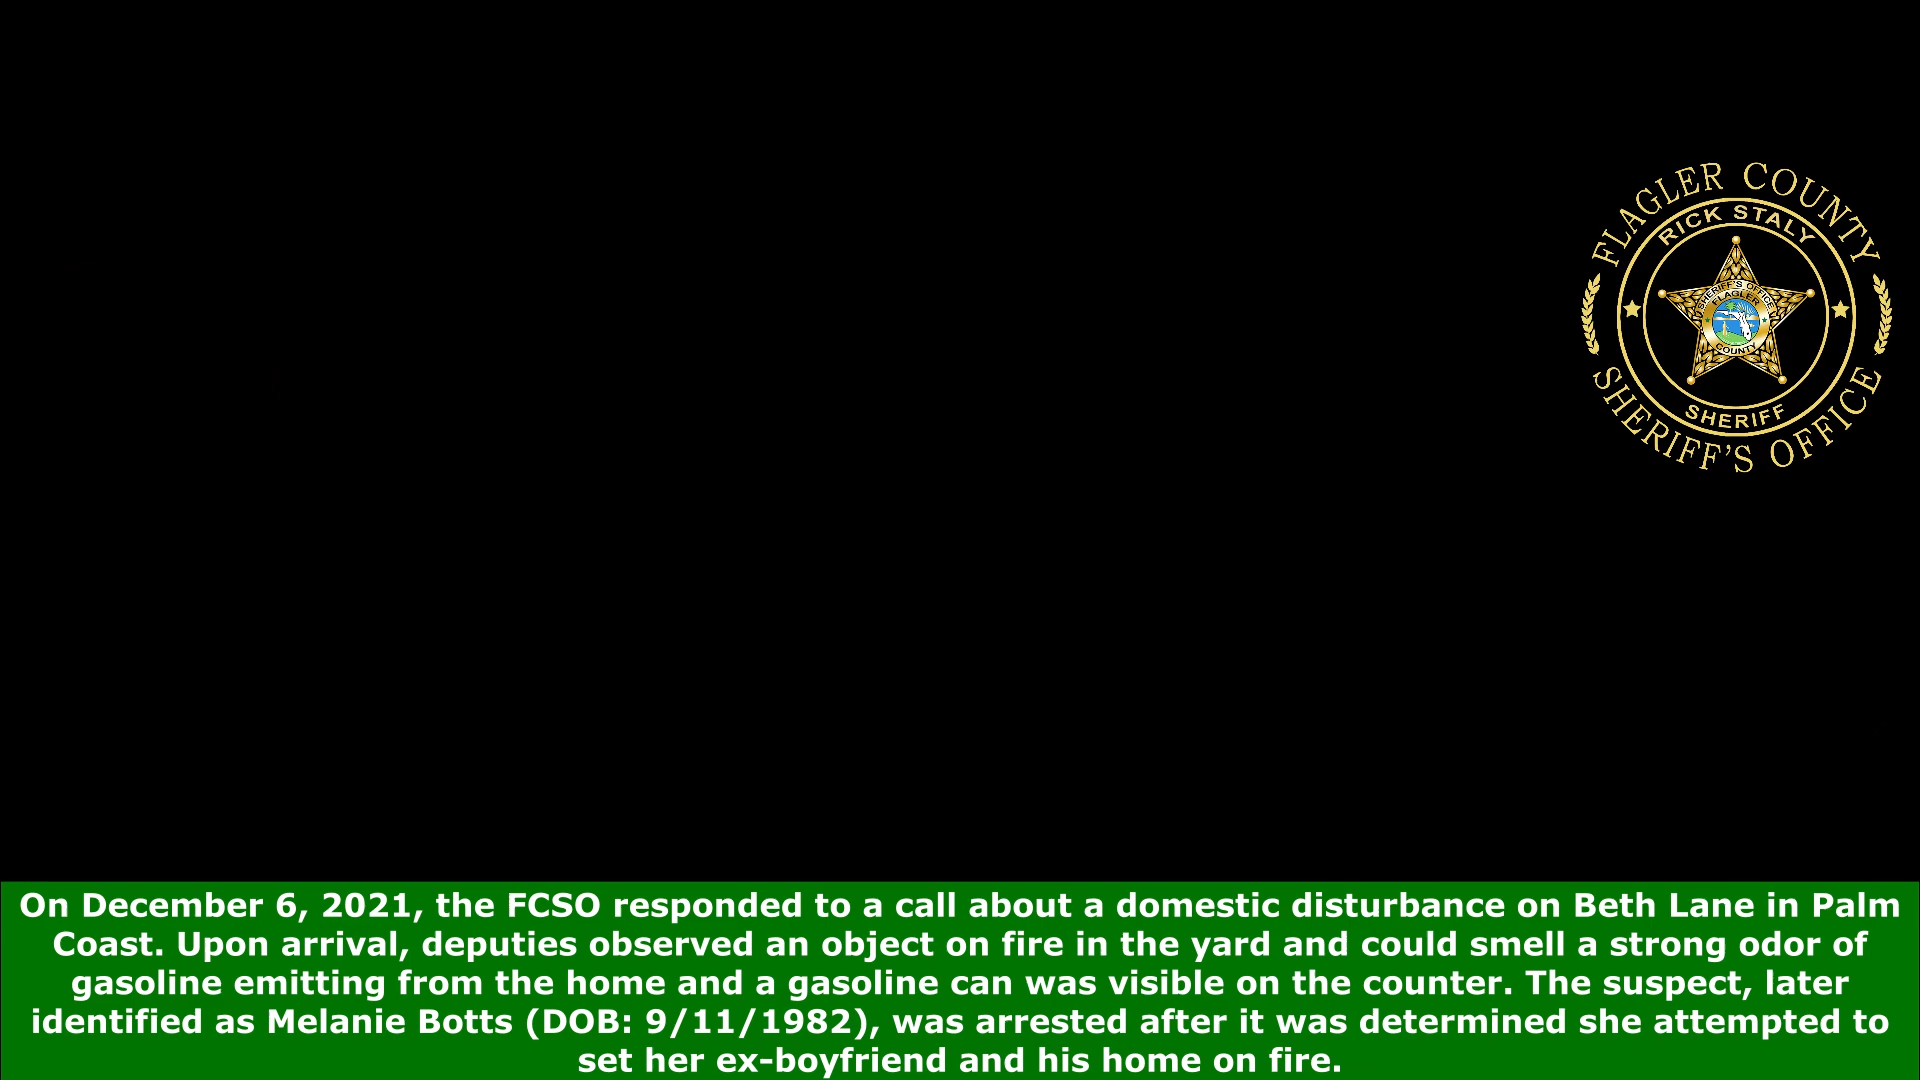 FLAGLER COUNTY
RICK STALY
SHERIFF'S OFFICE
FLAGLER
COUNTY
SHERIFF
SHERIFF'S OFFICE
On December 6, 2021, the FCSO responded to a call about a domestic disturbance on Beth Lane in Palm
Coast. Upon arrival, deputies observed an object on fire in the yard and could smell a strong odor of
gasoline emitting from the home and a gasoline can was visible on the counter. The suspect, later
identified as Melanie Botts (DOB: 9/11/1982), was arrested after it was determined she attempted to
set her ex-boyfriend and his home on fire.